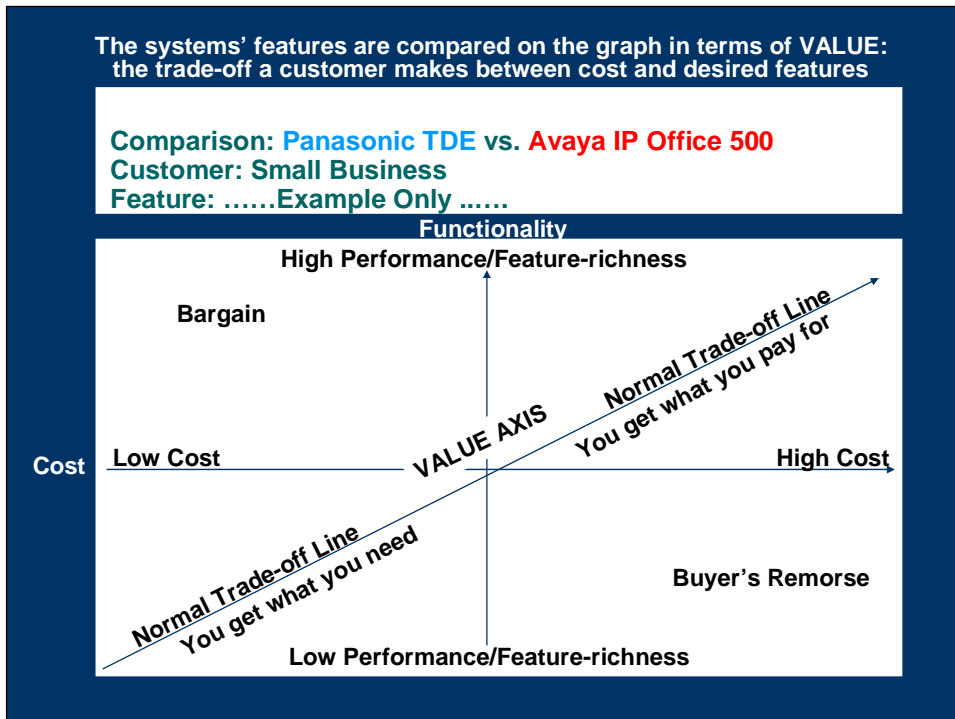 The systems' features are compared on the graph in terms of VALUE:
the trade-off a customer makes between cost and desired features
Comparison: Panasonic TDE vs. Avaya IP Office 500
Customer: Small Business
Feature: ......Example Only ...…
Functionality
High Performance/Feature-richness
Bargain
Normal Trade-off Line
You get what you pay for
VALUE AXIS
Cost
Low Cost
High Cost
Normal Trade-off Line
You get what you need
Buyer's Remorse
Low Performance/Feature-richness